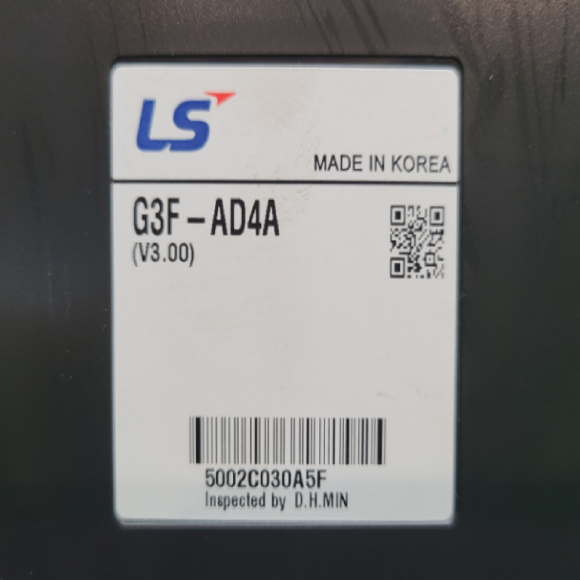 LS
MADE IN KOREA
G3F-AD4A
(V3.00)
5002C030A5F
Inspected by D.H.MIN